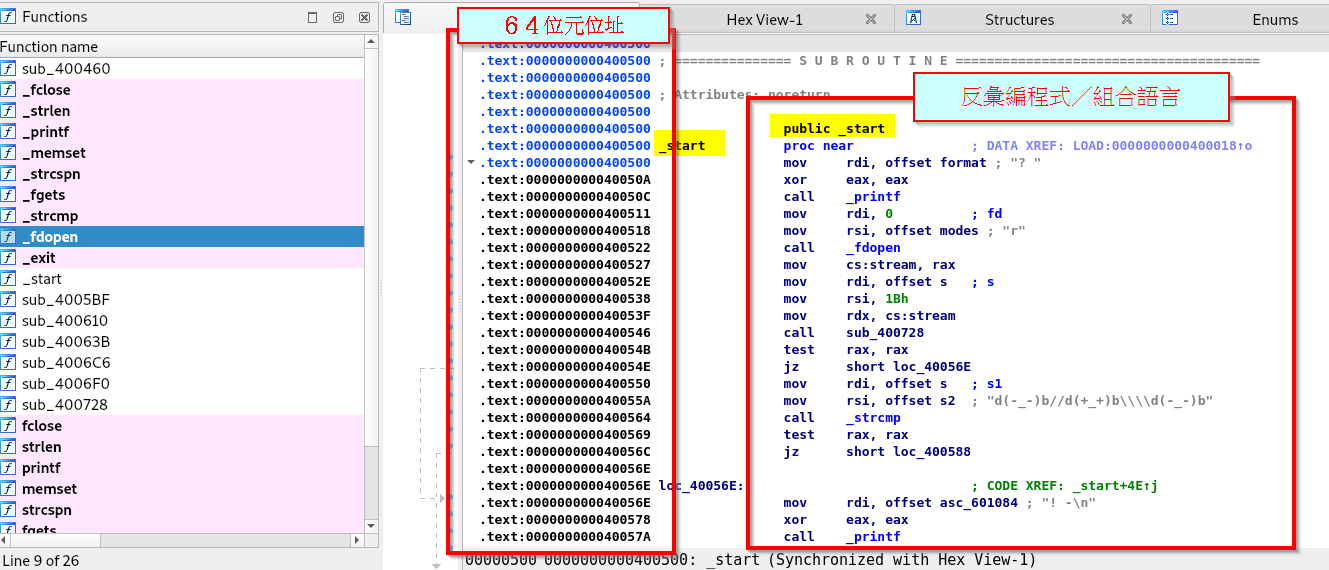 Functions
Function name
sub_400460
_fclose
_strlen
_printf
_memset
_strcspn
_fgets
_strcmp
_fdopen
_exit
_start
sub_4005BF
sub_400610
sub_40063B
sub_4006C6
sub_4006F0
sub_400728
fclose
strlen
printf
memset
strcspn
fgets
Line 9 of 26
Hex View-1
Structures
Enums
64位元位址
反彙編程式/組合語言
.text:0000000000400500
.text:0000000000400500 ; =============== S U B R O U T I N E =======================================
.text:0000000000400500
.text:0000000000400500 ; Attributes: noreturn
.text:0000000000400500
.text:0000000000400500 public _start
.text:0000000000400500 _start proc near ; DATA XREF: LOAD:0000000000400018↑o
.text:0000000000400500 mov rdi, offset format ; "? "
.text:000000000040050A xor eax, eax
.text:000000000040050C call _printf
.text:0000000000400511 mov rdi, 0 ; fd
.text:0000000000400518 mov rsi, offset modes ; "r"
.text:0000000000400522 call _fdopen
.text:0000000000400527 mov cs:stream, rax
.text:000000000040052E mov rdi, offset s ; s
.text:0000000000400538 mov rsi, 1Bh
.text:000000000040053F mov rdx, cs:stream
.text:0000000000400546 call sub_400728
.text:000000000040054B test rax, rax
.text:000000000040054E jz short loc_40056E
.text:0000000000400550 mov rdi, offset s ; s1
.text:000000000040055A mov rsi, offset s2 ; "d(-_-)b//d(+_+)b\\\\d(-_-)b"
.text:0000000000400564 call _strcmp
.text:0000000000400569 test rax, rax
.text:000000000040056C jz short loc_400588
.text:000000000040056E
.text:000000000040056E loc_40056E: ; CODE XREF: _start+4E↑j
.text:000000000040056E mov rdi, offset asc_601084 ; "! -\n"
.text:0000000000400578 xor eax, eax
.text:000000000040057A call _printf
00000500 0000000000400500: _start (Synchronized with Hex View-1)